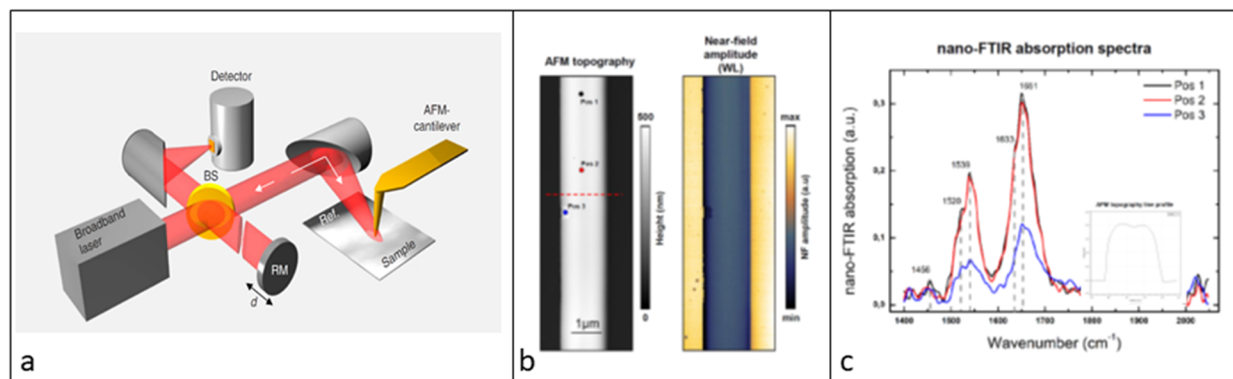 Detector
AFM-
cantilever
BS
Broadband
laser
Ref.
Sample
RM
d
a
AFM topography
Pos 1
Pos 2
Pos 3
1µm
500
Height (nm)
0
Near-field
amplitude
(WL)
max
NF amplitude (a.u)
min
b
nano-FTIR absorption spectra
nano-FTIR absorption (a.u.)
0,3
0,2
0,1
0,0
1456
1520
1538
1633
Pos 1
Pos 2
Pos 3
AFM topography line profile
1400
1500
1600
1700
1800
1900
2000
Wavenumber (cm-1)
c